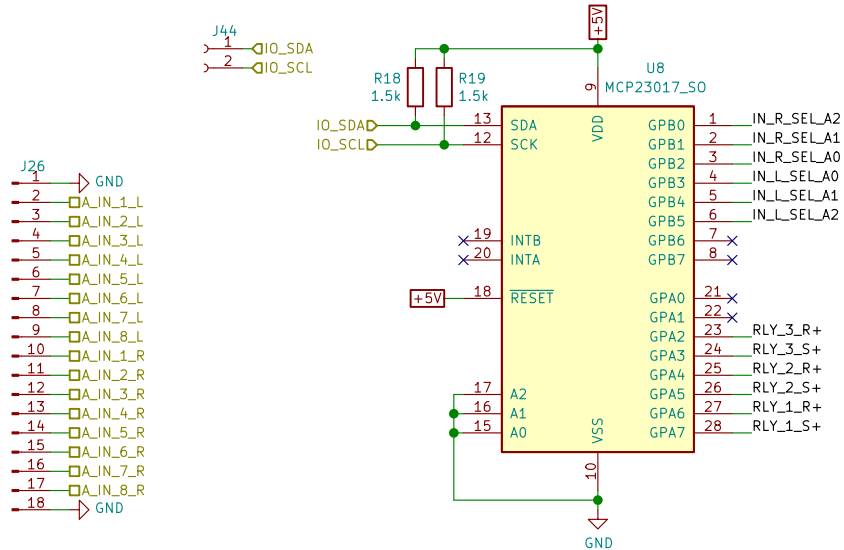 J44
1 IO_SDA
2 IO_SCL
+5V
R18 1.5k
R19 1.5k
U8
MCP23017_SO
IO_SDA
IO_SCL
9 VDD
13 SDA
12 SCK
19 INTB
20 INTA
+5V
18 RESET
17 A2
16 A1
15 A0
VSS 10
GND
GPB0 1 IN_R_SEL_A2
GPB1 2 IN_R_SEL_A1
GPB2 3 IN_R_SEL_A0
GPB3 4 IN_L_SEL_A0
GPB4 5 IN_L_SEL_A1
GPB5 6 IN_L_SEL_A2
GPB6 7
GPB7 8
GPA0 21
GPA1 22
GPA2 23 RLY_3_R+
GPA3 24 RLY_3_S+
GPA4 25 RLY_2_R+
GPA5 26 RLY_2_S+
GPA6 27 RLY_1_R+
GPA7 28 RLY_1_S+
J26
1 GND
2 A_IN_1_L
3 A_IN_2_L
4 A_IN_3_L
5 A_IN_4_L
6 A_IN_5_L
7 A_IN_6_L
8 A_IN_7_L
9 A_IN_8_L
10 A_IN_1_R
11 A_IN_2_R
12 A_IN_3_R
13 A_IN_4_R
14 A_IN_5_R
15 A_IN_6_R
16 A_IN_7_R
17 A_IN_8_R
18 GND